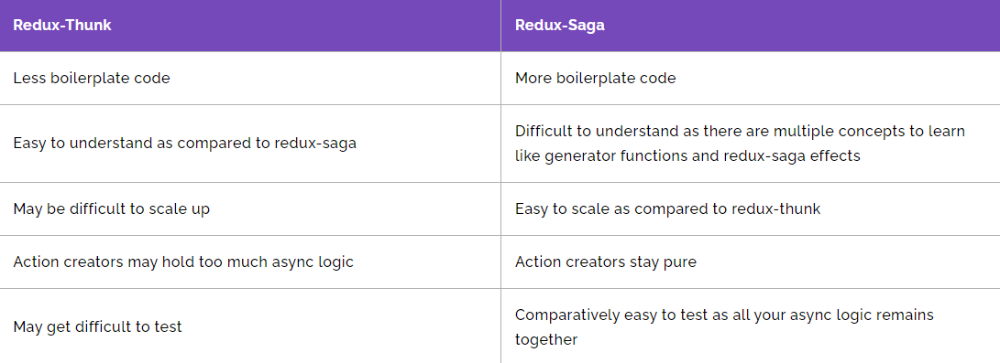 Redux-Thunk
Redux-Saga
Less boilerplate code
More boilerplate code
Easy to understand as compared to redux-saga
Difficult to understand as there are multiple concepts to learn
like generator functions and redux-saga effects
May be difficult to scale up
Easy to scale as compared to redux-thunk
Action creators may hold too much async logic
Action creators stay pure
May get difficult to test
Comparatively easy to test as all your async logic remains
together